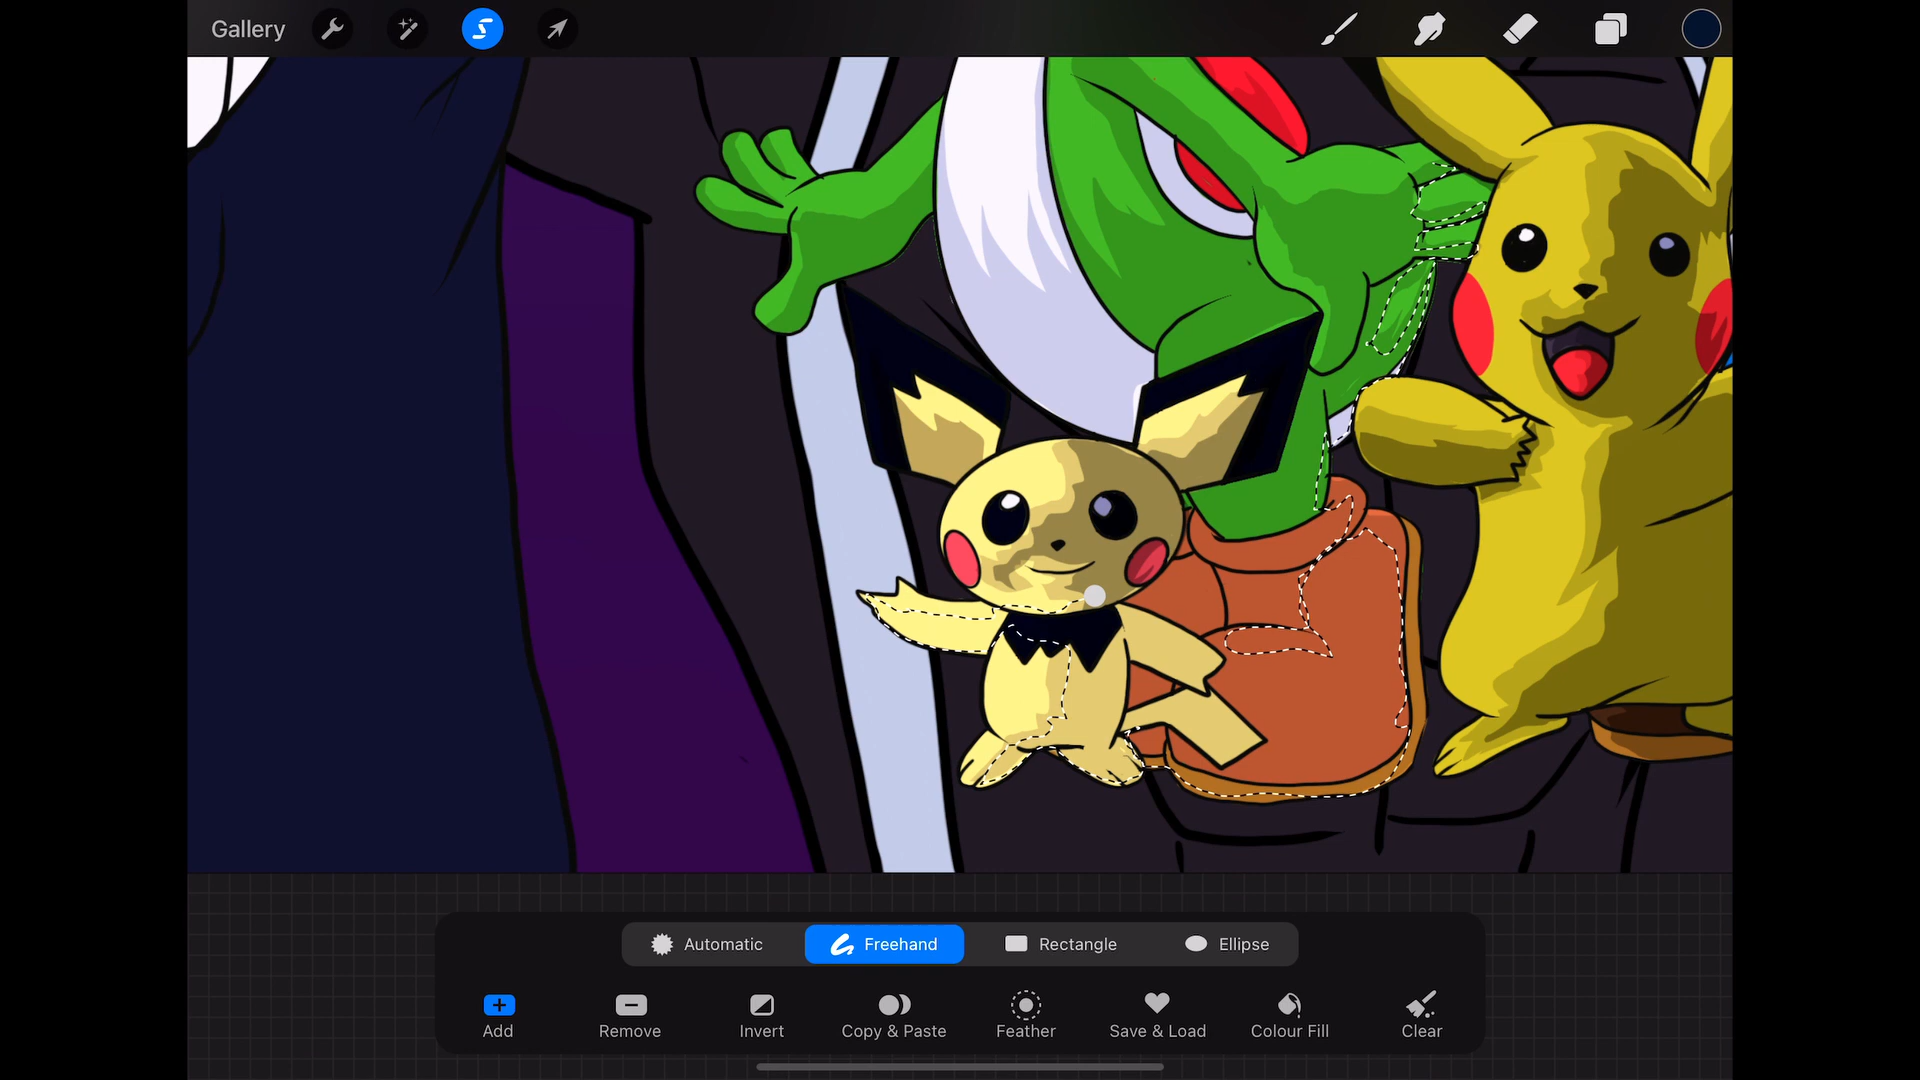 Gallery
Automatic
Freehand
Rectangle
Ellipse
Add
Remove
Invert
Copy & Paste
Feather
Save & Load
Colour Fill
Clear